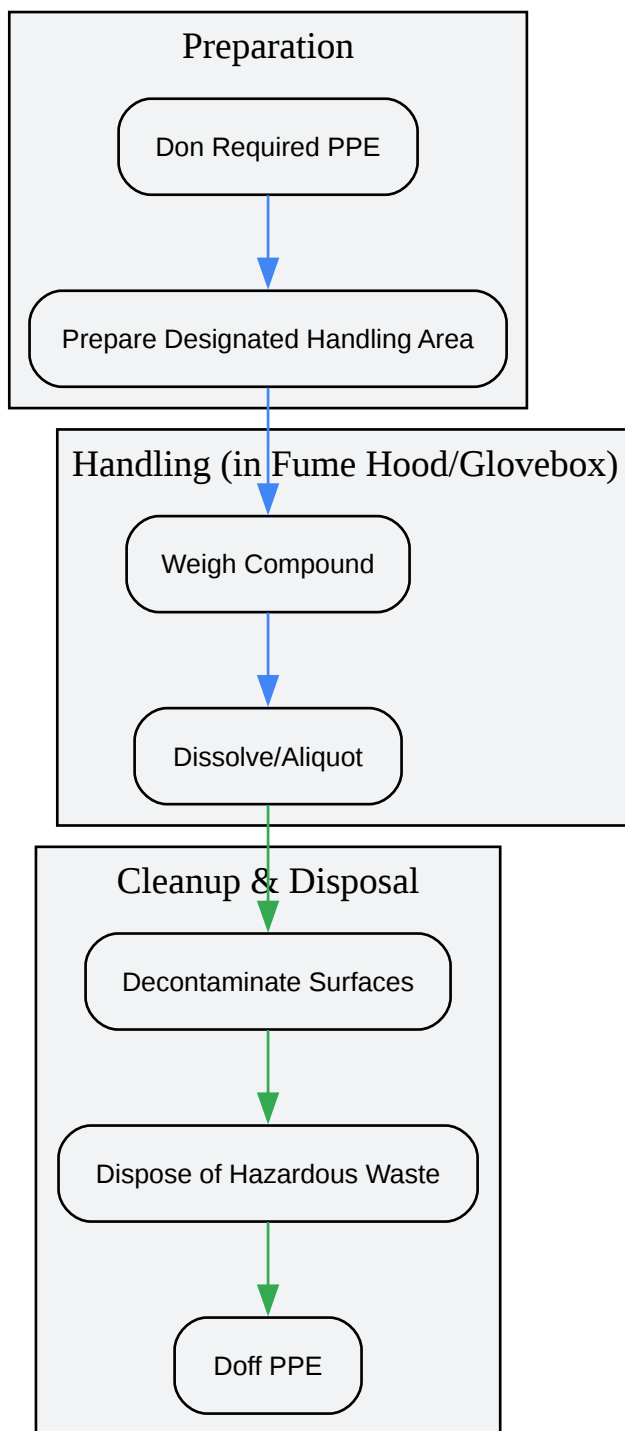 Preparation
Don Required PPE
Prepare Designated Handling Area
Handling (in Fume Hood/Glovebox)
Weigh Compound
Dissolve/Aliquot
Cleanup & Disposal
Decontaminate Surfaces
Dispose of Hazardous Waste
Doff PPE